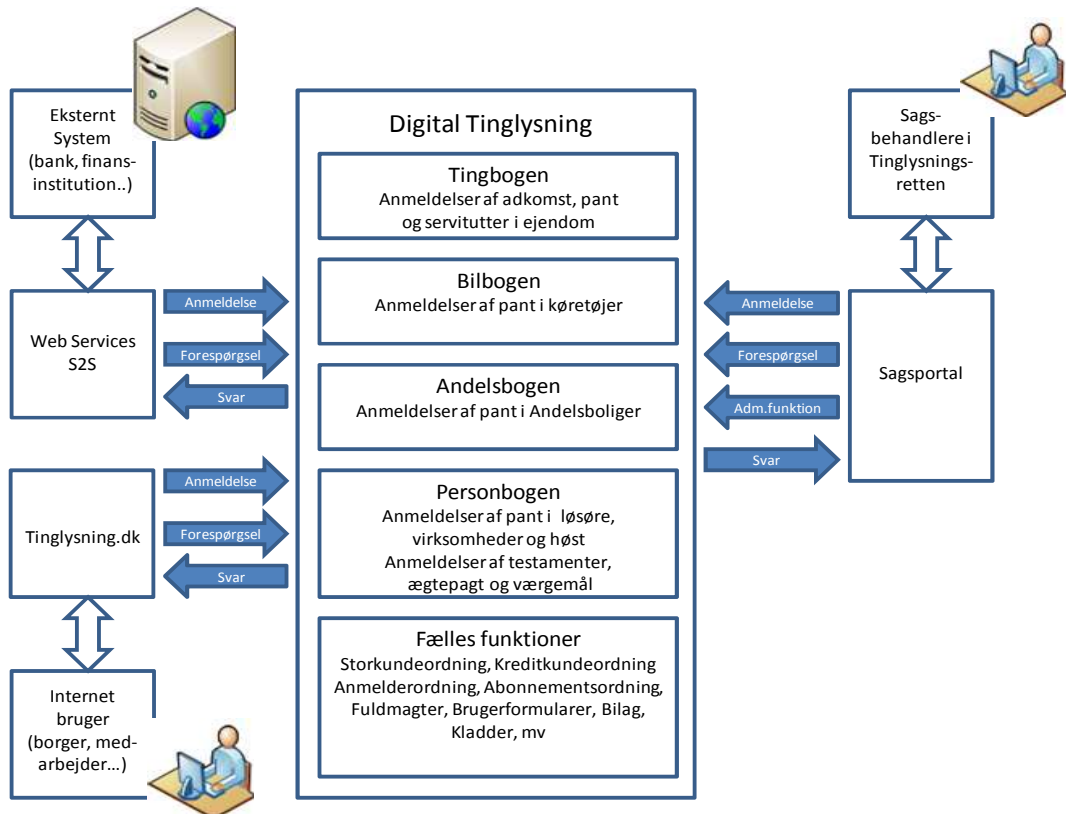 Eksternt
System
(bank, finans-
institution..)
Web Services
S2S
Anmeldelse
Forespørgsel
Svar
Tinglysning.dk
Anmeldelse
Forespørgsel
Svar
Internet
bruger
(borger, med-
arbejder...)
Digital Tinglysning
Tingbogen
Anmeldelser af adkomst, pant
og servitutter i ejendom
Bilbogen
Anmeldelser af pant i køretøjer
Andelsbogen
Anmeldelser af pant i Andelsboliger
Personbogen
Anmeldelser af pant i løsøre,
virksomheder og høst
Anmeldelser af testamenter,
ægtepagt og værgemål
Fælles funktioner
Storkundeordning, Kreditkundeordning
Anmelderordning, Abonnementsordning,
Fuldmagter, Brugerformularer, Bilag,
Kladder, mv
Sags-
behandlere i
Tinglysnings-
retten
Anmeldelse
Forespørgsel
Adm.funktion
Svar
Sagsportal